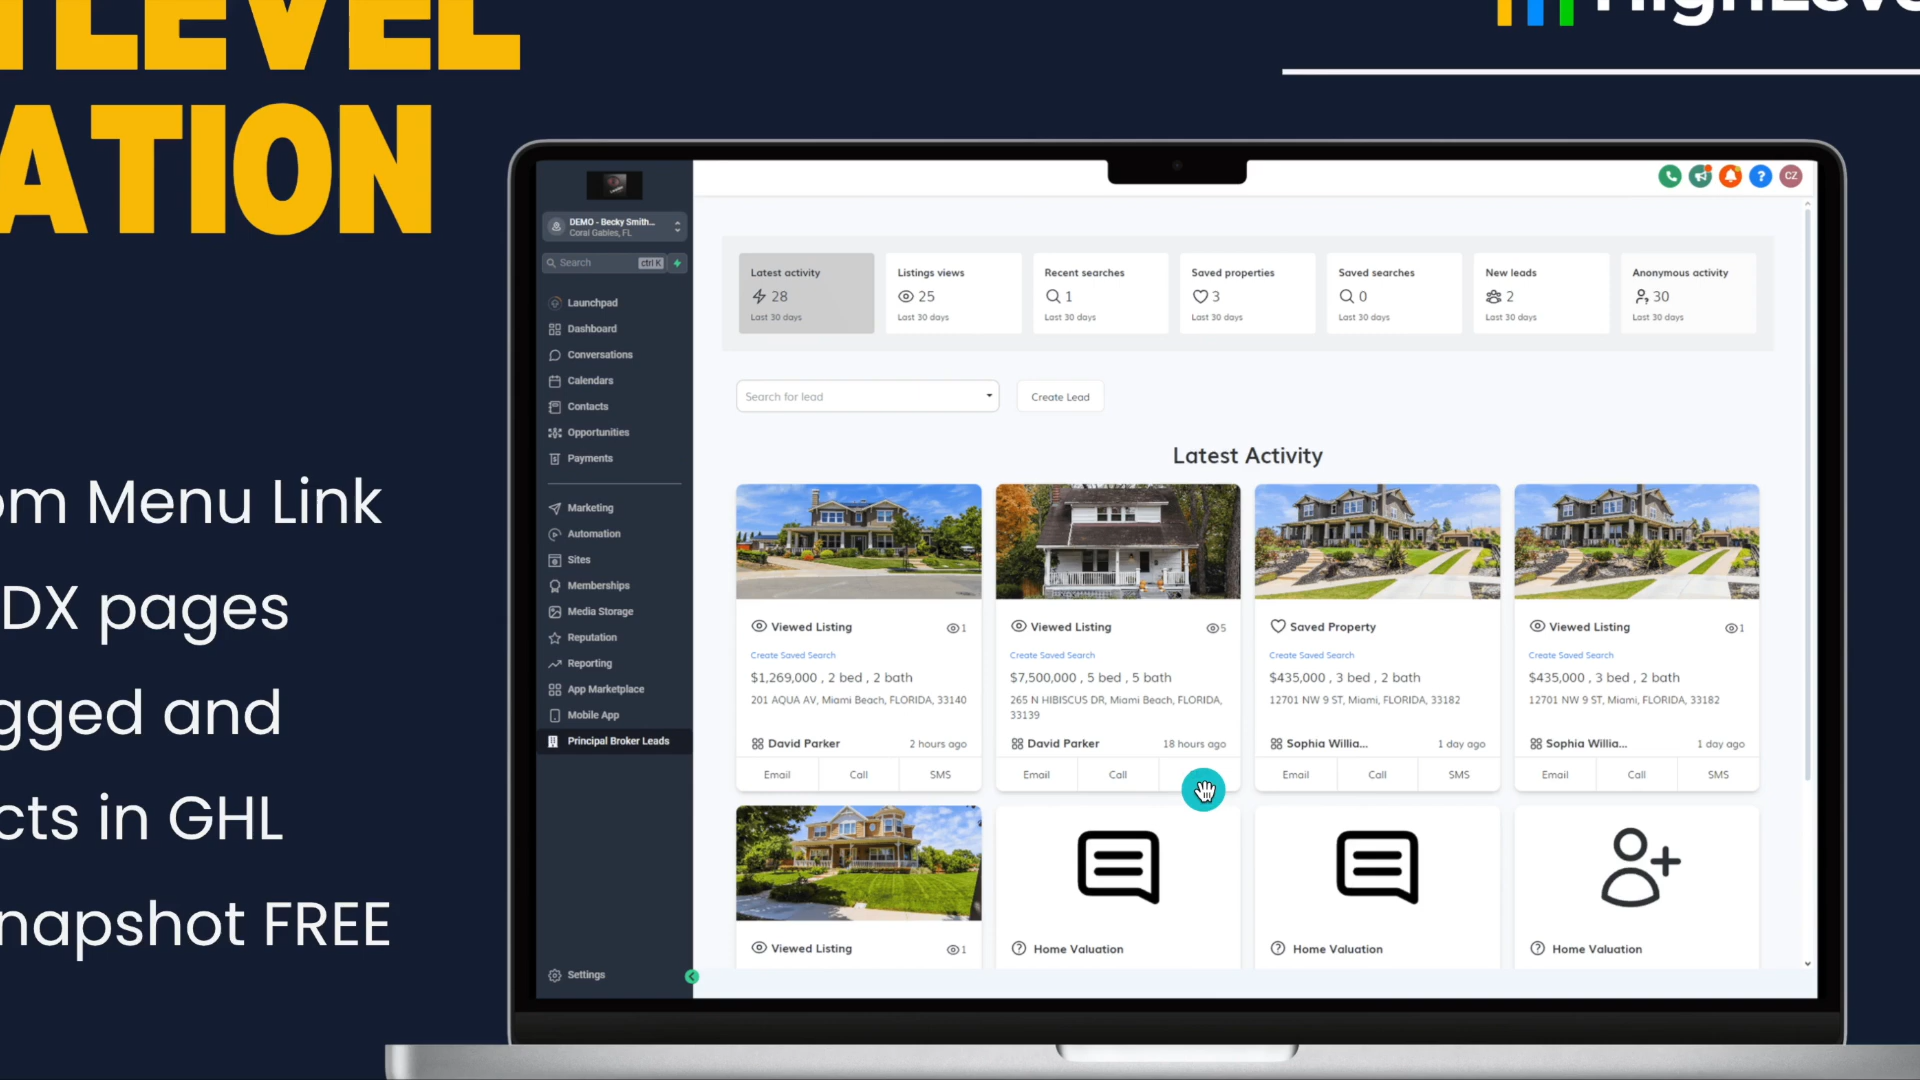 LEVEL
ATION
om Menu Link
DX pages
gged and
cts in GHL
napshot FREE
DEMO - Becky Smith...
Coral Gables, FL
Search
ctrl K
Launchpad
Dashboard
Conversations
Calendars
Contacts
Opportunities
Payments
Marketing
Automation
Sites
Memberships
Media Storage
Reputation
Reporting
App Marketplace
Mobile App
Principal Broker Leads
Settings
CZ
Latest activity
28
Last 30 days
Listings views
25
Last 30 days
Recent searches
1
Last 30 days
Saved properties
3
Last 30 days
Saved searches
0
Last 30 days
New leads
2
Last 30 days
Anonymous activity
30
Last 30 days
Search for lead
Create Lead
Latest Activity
Viewed Listing 1
Create Saved Search
$1,269,000 , 2 bed , 2 bath
201 AQUA AV, Miami Beach, FLORIDA, 33140
David Parker 2 hours ago
Email Call SMS
Viewed Listing 5
Create Saved Search
$7,500,000 , 5 bed , 5 bath
265 N HIBISCUS DR, Miami Beach, FLORIDA,
33139
David Parker 18 hours ago
Email Call
Saved Property
Create Saved Search
$435,000 , 3 bed , 2 bath
12701 NW 9 ST, Miami, FLORIDA, 33182
Sophia Willia... 1 day ago
Email Call SMS
Viewed Listing 1
Create Saved Search
$435,000 , 3 bed , 2 bath
12701 NW 9 ST, Miami, FLORIDA, 33182
Sophia Willia... 1 day ago
Email Call SMS
Viewed Listing 1
Home Valuation
Home Valuation
Home Valuation